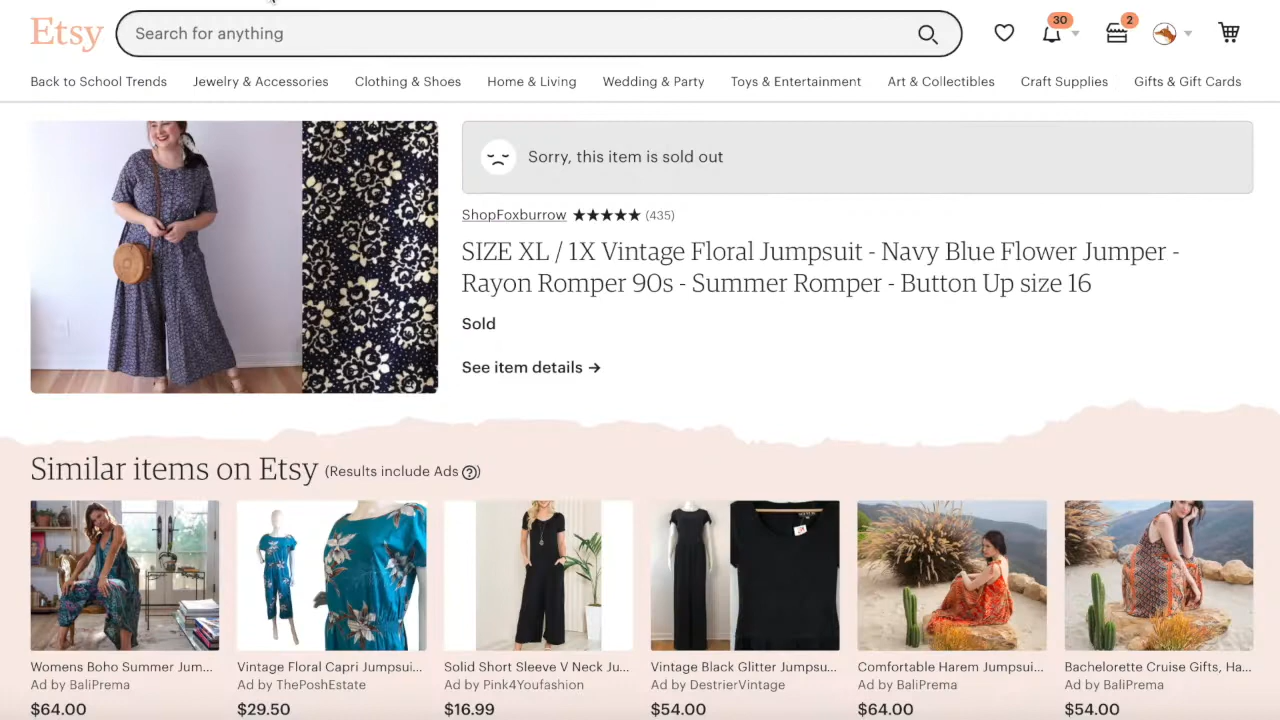 Etsy
Search for anything
30
2
Back to School Trends
Jewelry & Accessories
Clothing & Shoes
Home & Living
Wedding & Party
Toys & Entertainment
Art & Collectibles
Craft Supplies
Gifts & Gift Cards
Sorry, this item is sold out
ShopFoxburrow ★★★★★ (435)
SIZE XL / 1X Vintage Floral Jumpsuit - Navy Blue Flower Jumper -
Rayon Romper 90s - Summer Romper - Button Up size 16
Sold
See item details →
Similar items on Etsy (Results include Ads ?)
Womens Boho Summer Jum...
Ad by BaliPrema
$64.00
Vintage Floral Capri Jumpsui...
Ad by ThePoshEstate
$29.50
Solid Short Sleeve V Neck Ju...
Ad by Pink4Youfashion
$16.99
Vintage Black Glitter Jumpsu...
Ad by DestrierVintage
$54.00
Comfortable Harem Jumpsui...
Ad by BaliPrema
$64.00
Bachelorette Cruise Gifts, Ha...
Ad by BaliPrema
$54.00